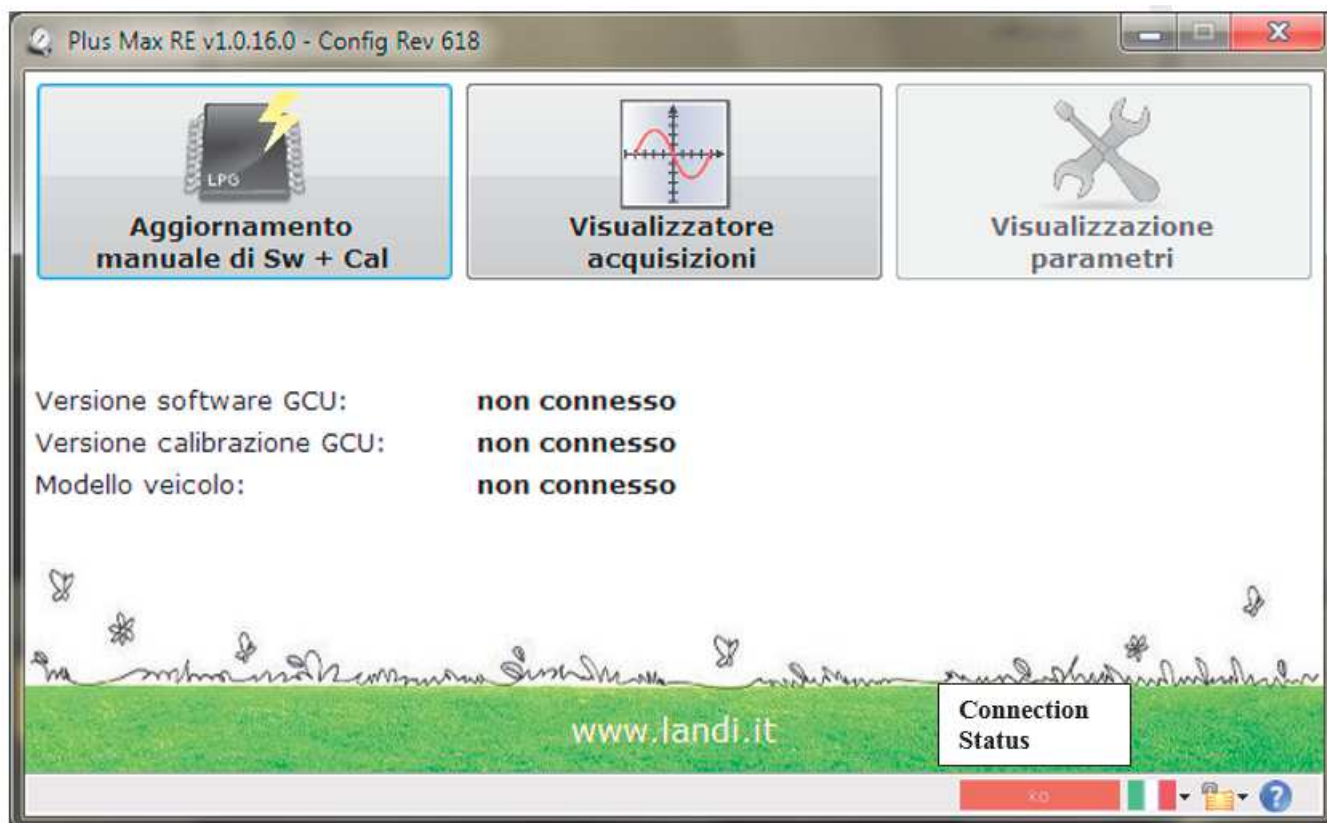 Plus Max RE v1.0.16.0 - Config Rev 618
LPG
Aggiornamento
manuale di Sw + Cal
Visualizzatore
acquisizioni
Visualizzazione
parametri
Versione software GCU: non connesso
Versione calibrazione GCU: non connesso
Modello veicolo: non connesso
www.landi.it
Connection
Status
KO
?